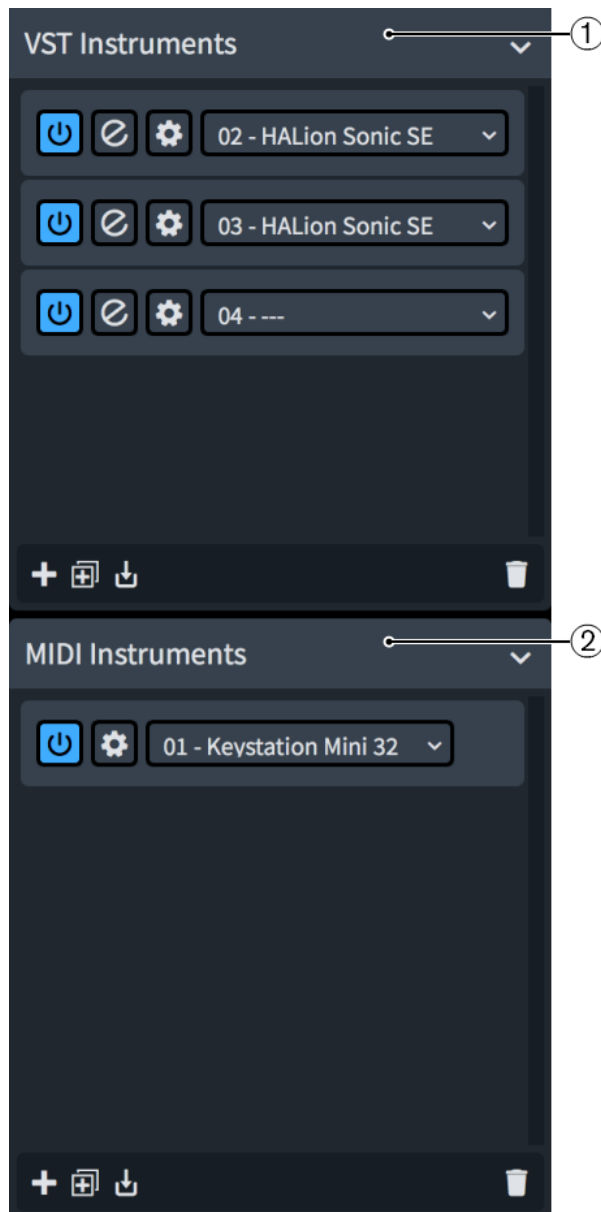 VST Instruments
1
02 - HALion Sonic SE
03 - HALion Sonic SE
04 - ---
MIDI Instruments
2
01 - Keystation Mini 32